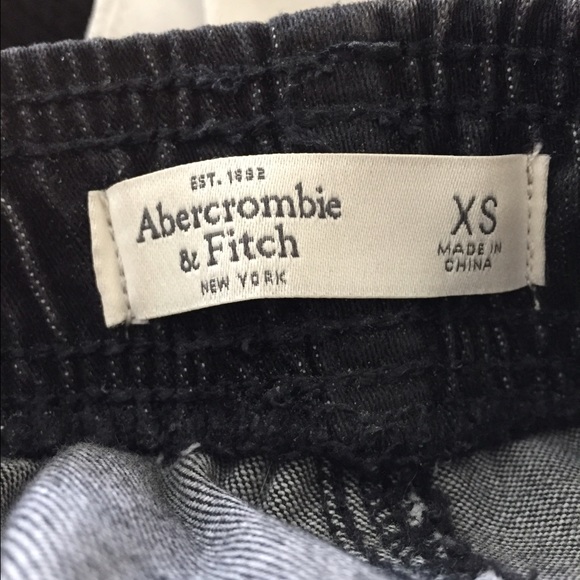 EST. 1892
Abercrombie
& Fitch
NEW YORK
XS
MADE IN
CHINA